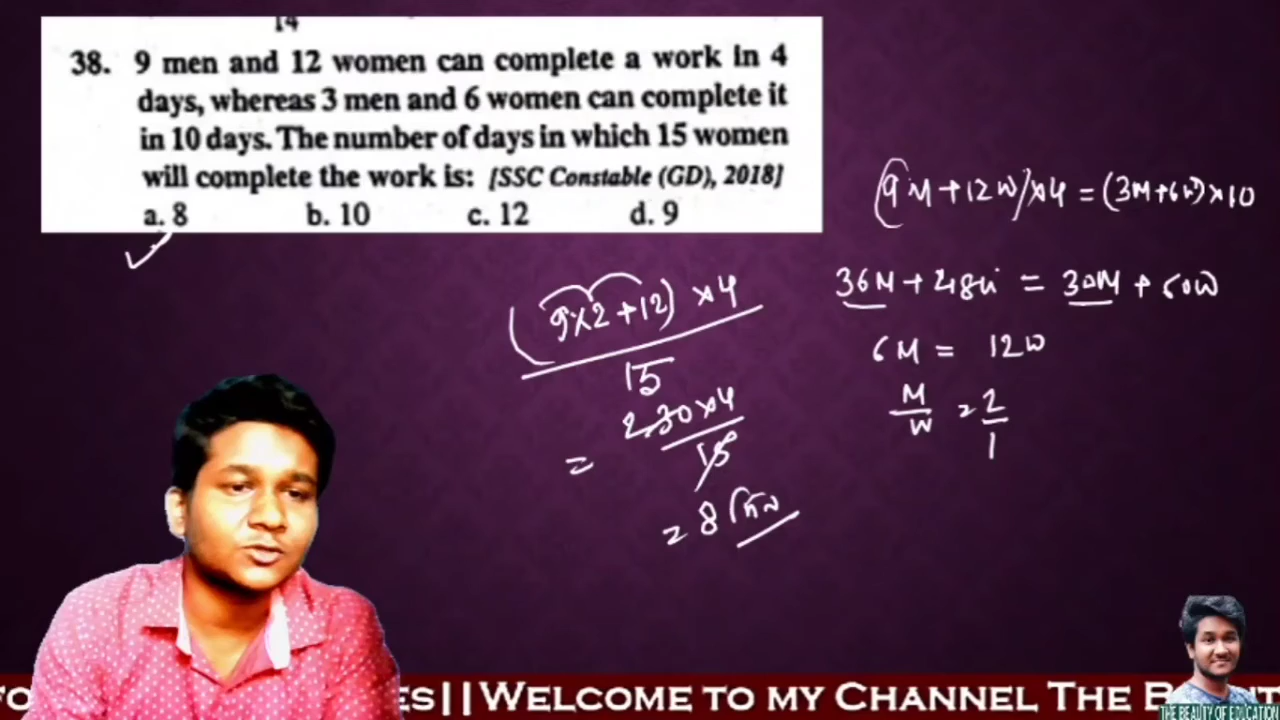 14
38. 9 men and 12 women can complete a work in 4
days, whereas 3 men and 6 women can complete it
in 10 days. The number of days in which 15 women
will complete the work is: [SSC Constable (GD), 2018]
a. 8 b. 10 c. 12 d. 9
(9M+12W)×4=(3M+6W)×10
36M+48W = 30M+60W
6M = 12W
M/W = 2/1
(9×2+12)×4
15
= 2 30×4
15
= 8 দিন
ES||WELCOME TO MY CHANNEL THE
THE BEAUTY OF EDUCATION